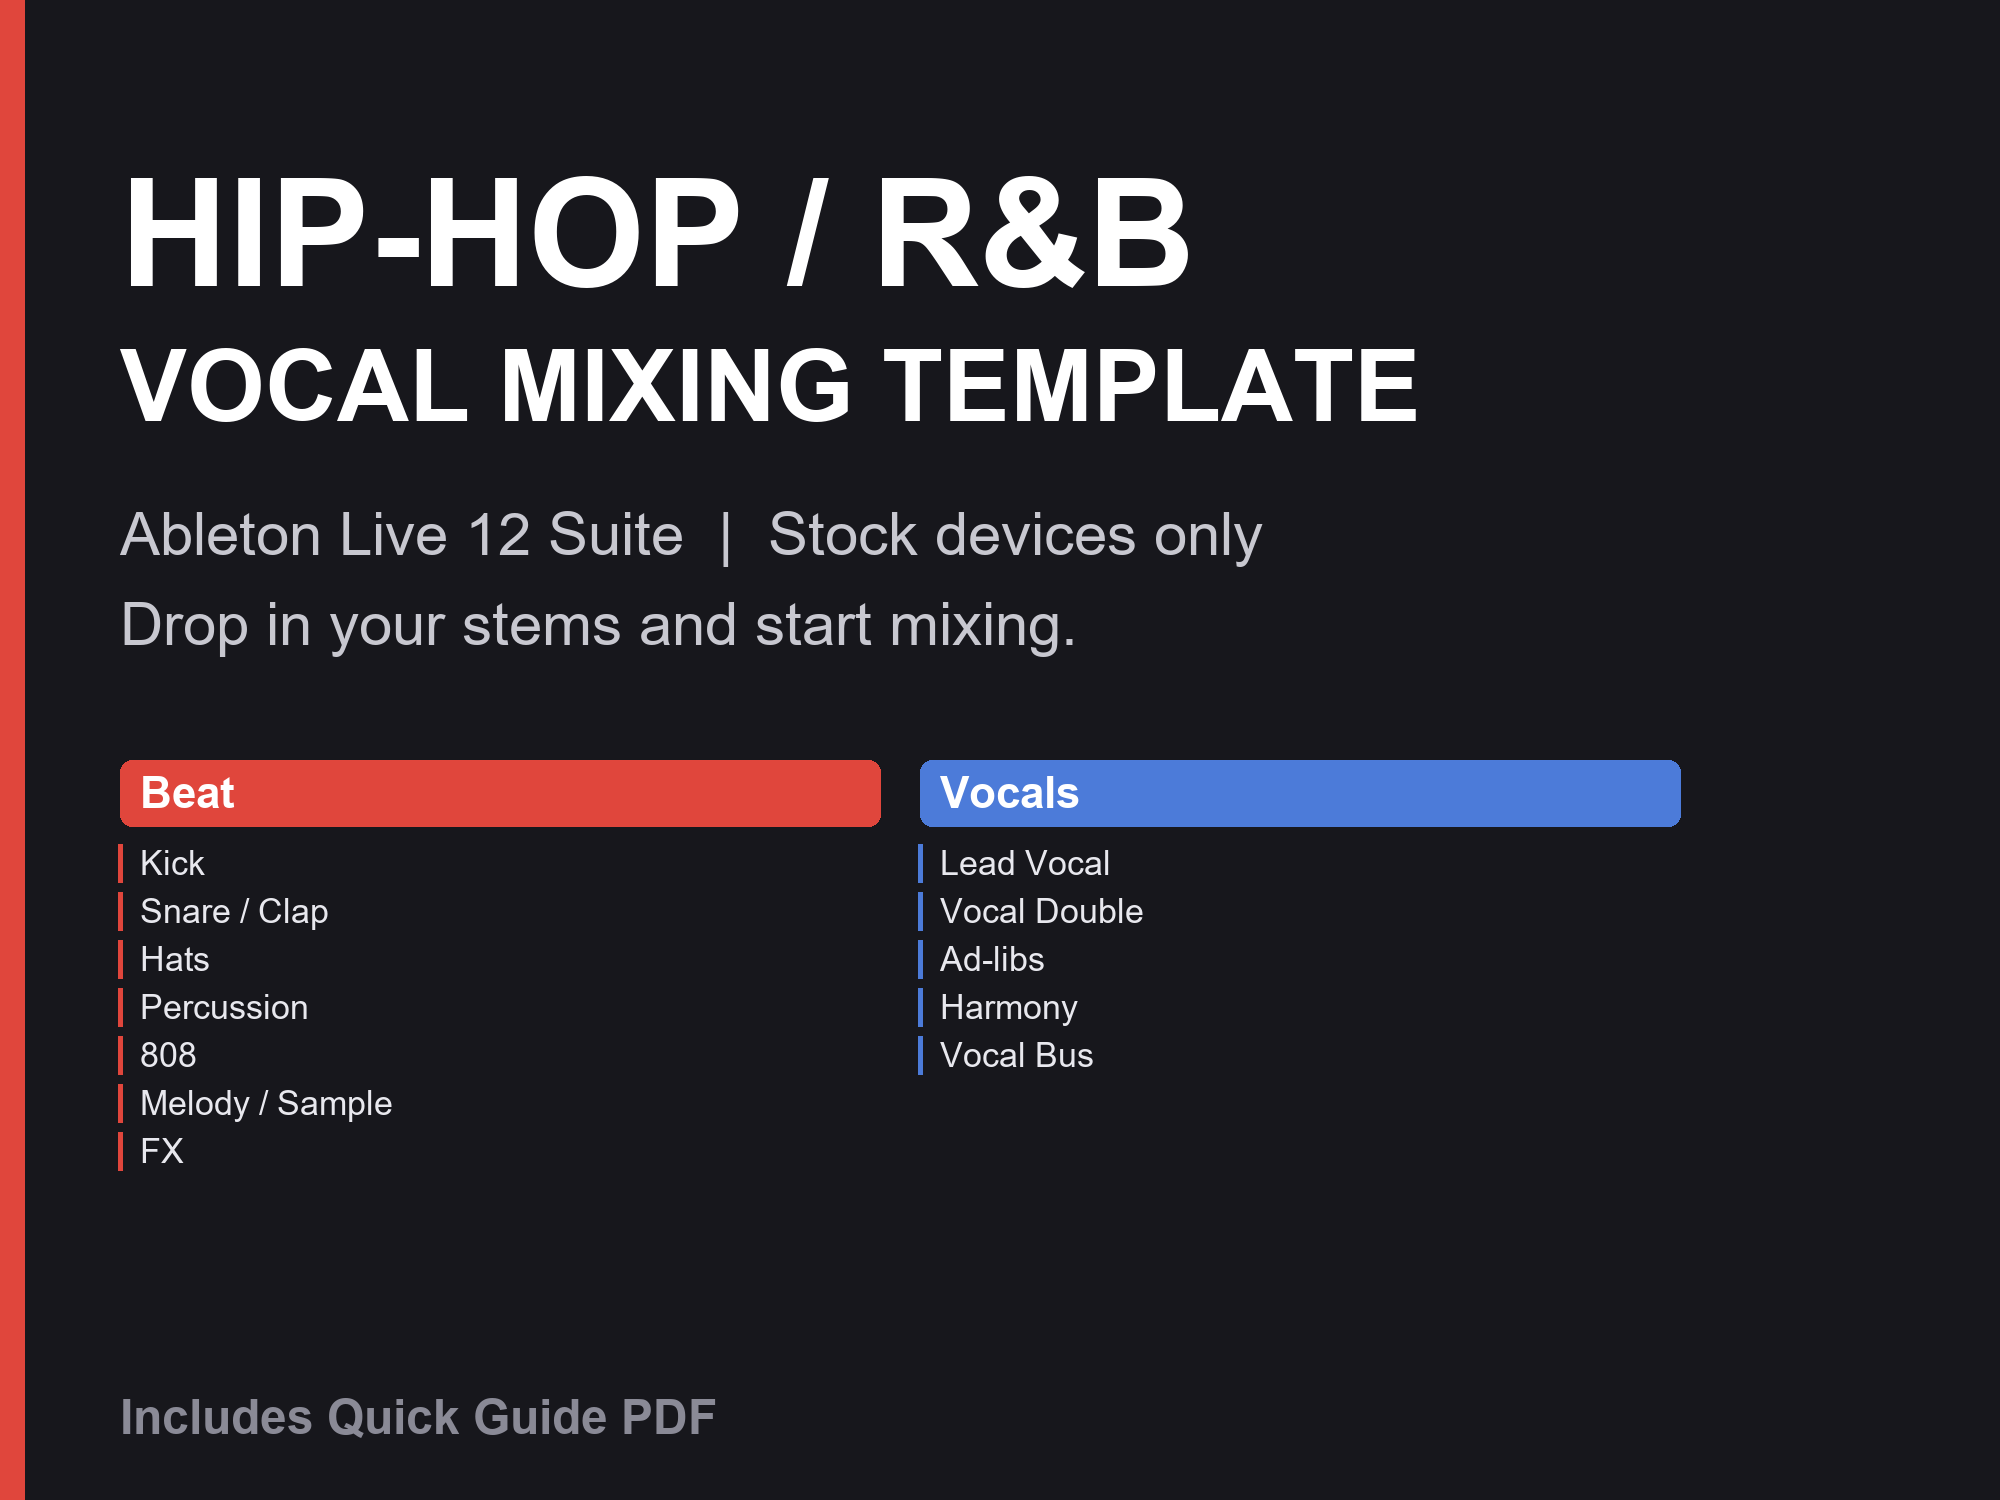 HIP-HOP / R&B
VOCAL MIXING TEMPLATE
Ableton Live 12 Suite | Stock devices only
Drop in your stems and start mixing.
Beat
Kick
Snare / Clap
Hats
Percussion
808
Melody / Sample
FX
Vocals
Lead Vocal
Vocal Double
Ad-libs
Harmony
Vocal Bus
Includes Quick Guide PDF